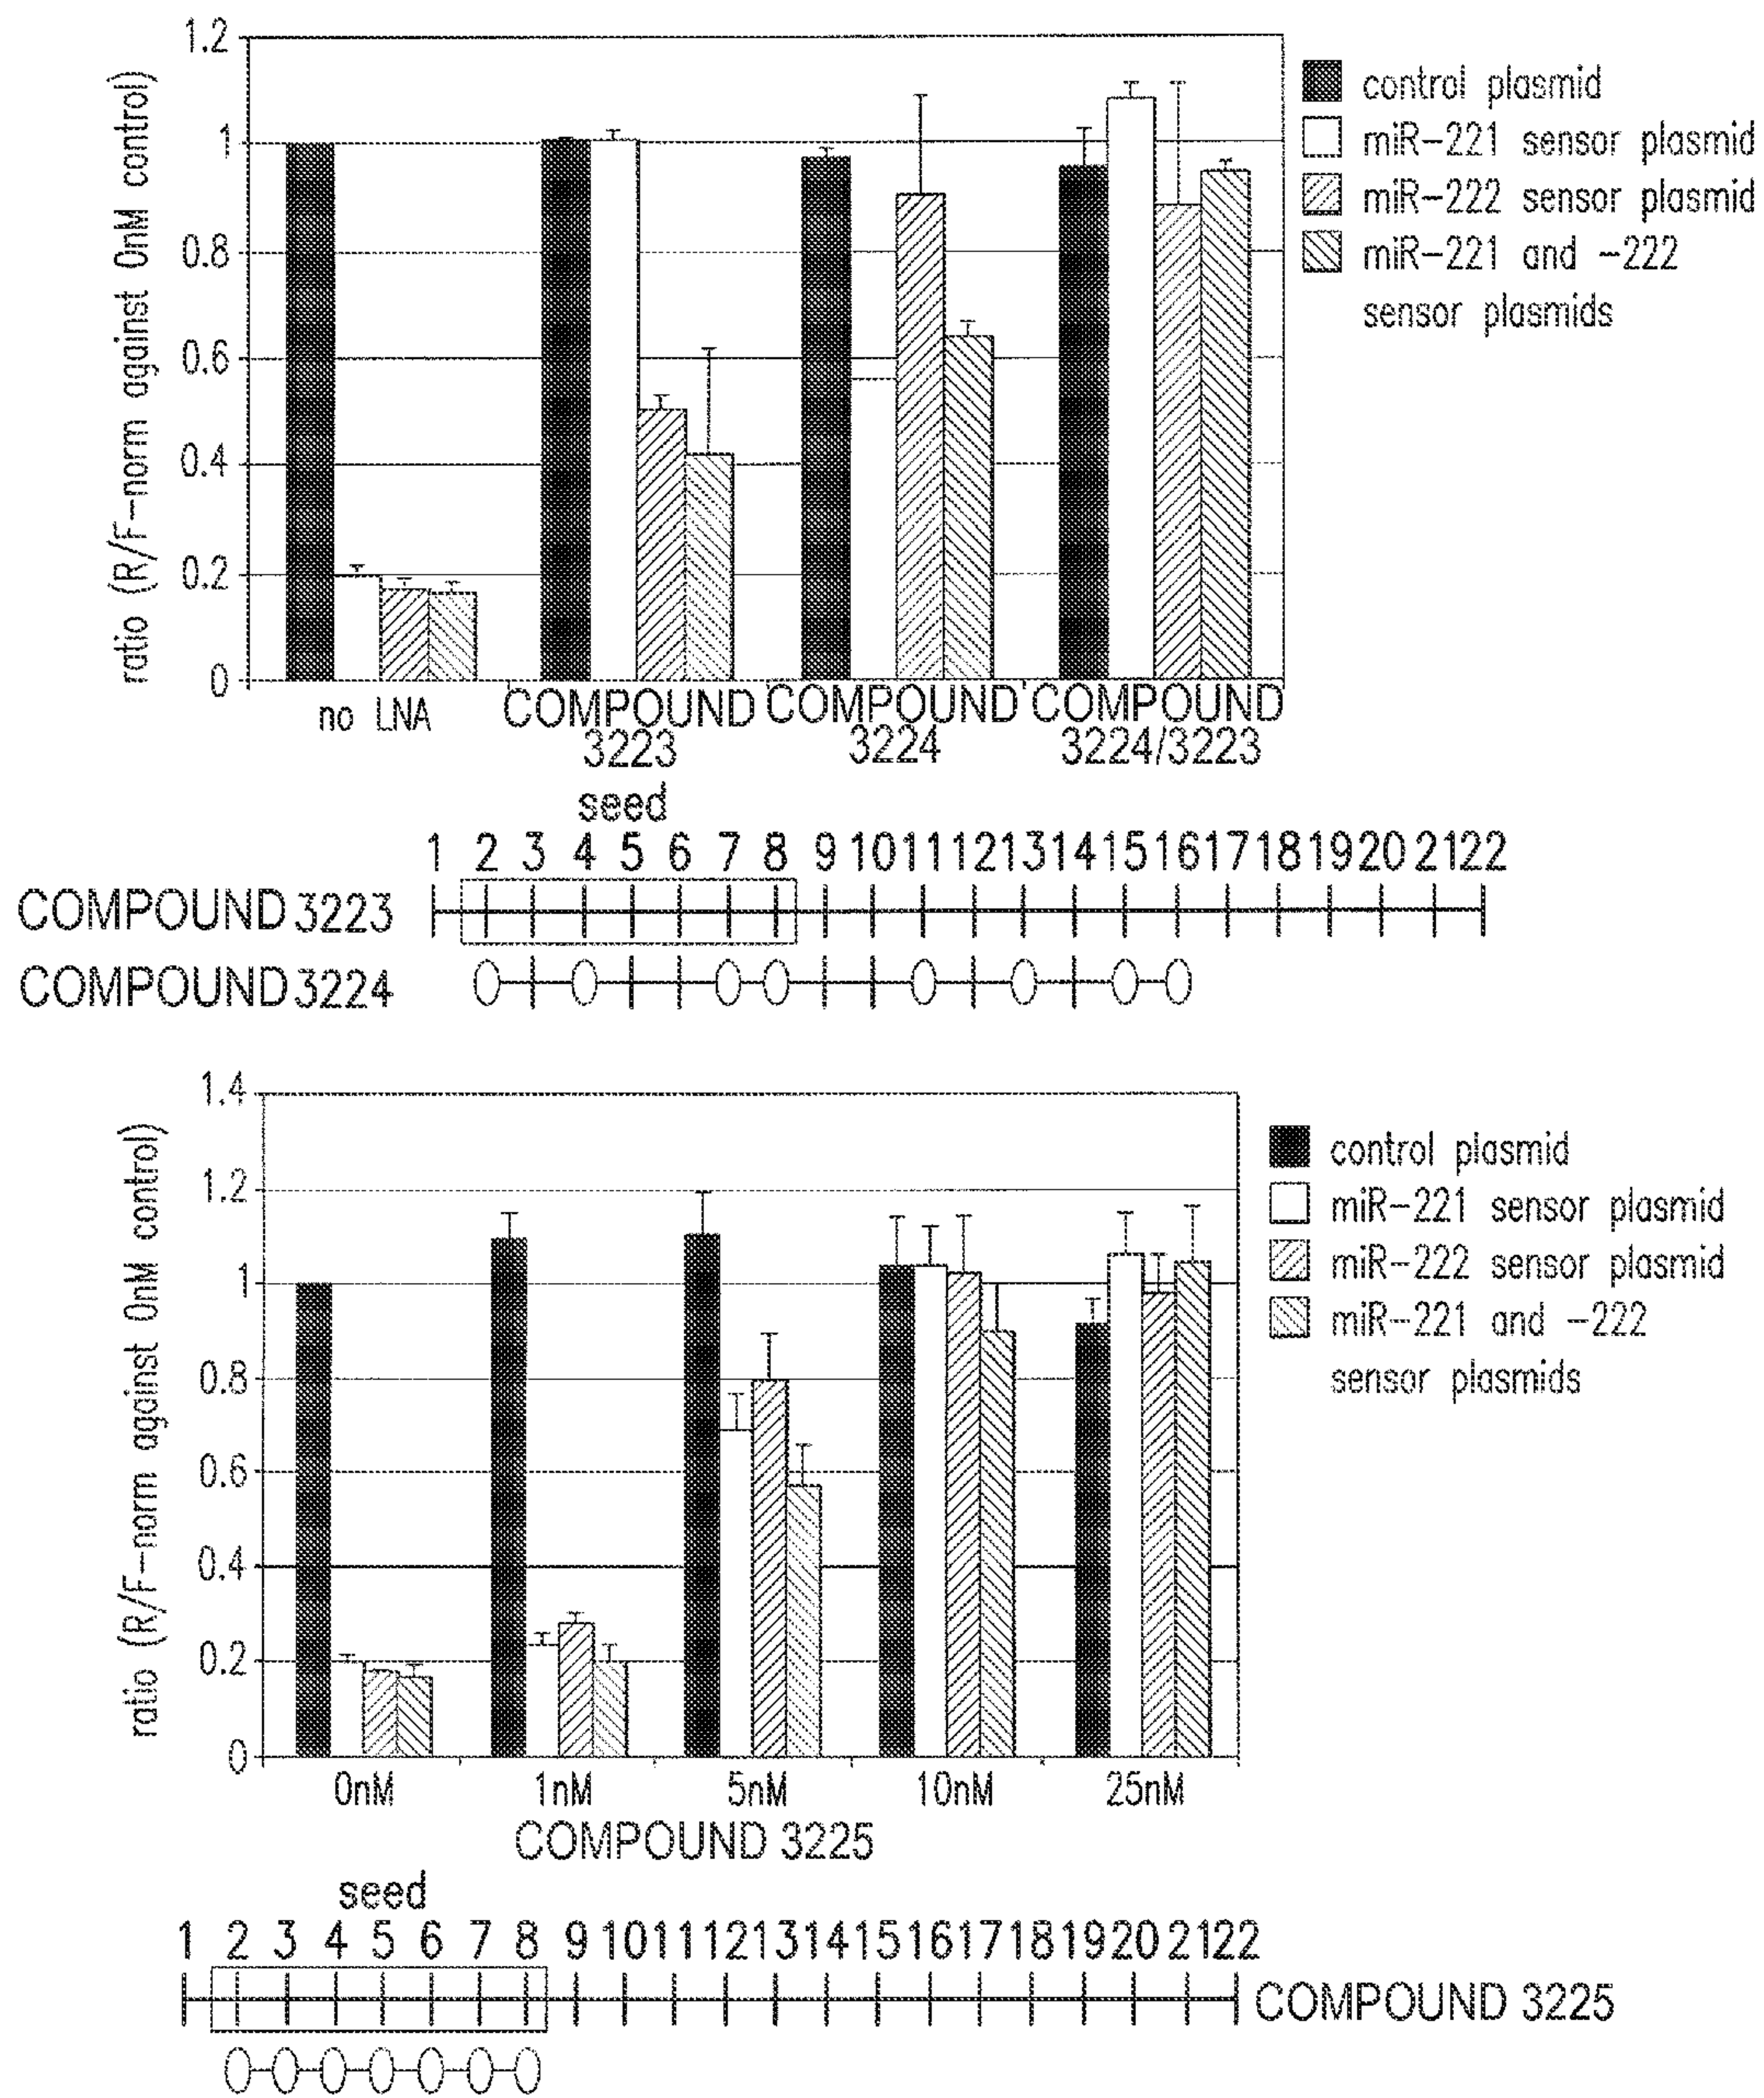 ratio (R/F-norm against 0nM control)
1.2
1
0.8
0.6
0.4
0.2
0
no LNA
COMPOUND 3223
COMPOUND 3224
COMPOUND 3224/3223
control plasmid
miR-221 sensor plasmid
miR-222 sensor plasmid
miR-221 and -222
sensor plasmids
seed
1 2 3 4 5 6 7 8 9 10 11 12 13 14 15 16 17 18 19 20 21 22
COMPOUND 3223
COMPOUND 3224
ratio (R/F-norm against 0nM control)
1.4
1.2
1
0.8
0.6
0.4
0.2
0
0nM 1nM 5nM 10nM 25nM
COMPOUND 3225
control plasmid
miR-221 sensor plasmid
miR-222 sensor plasmid
miR-221 and -222
sensor plasmids
seed
1 2 3 4 5 6 7 8 9 10 11 12 13 14 15 16 17 18 19 20 21 22
COMPOUND 3225